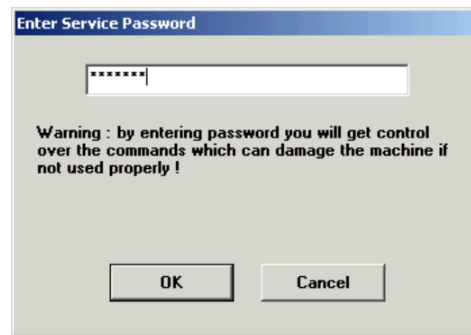 Enter Service Password
*******
Warning : by entering password you will get control
over the commands which can damage the machine if
not used properly !
OK Cancel